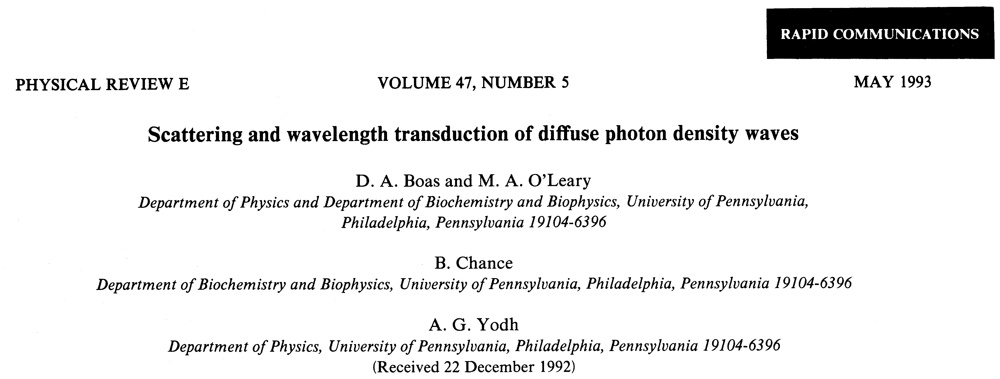 RAPID COMMUNICATIONS
PHYSICAL REVIEW E VOLUME 47, NUMBER 5 MAY 1993
Scattering and wavelength transduction of diffuse photon density waves
D. A. Boas and M. A. O'Leary
Department of Physics and Department of Biochemistry and Biophysics, University of Pennsylvania,
Philadelphia, Pennsylvania 19104-6396
B. Chance
Department of Biochemistry and Biophysics, University of Pennsylvania, Philadelphia, Pennsylvania 19104-6396
A. G. Yodh
Department of Physics, University of Pennsylvania, Philadelphia, Pennsylvania 19104-6396
(Received 22 December 1992)